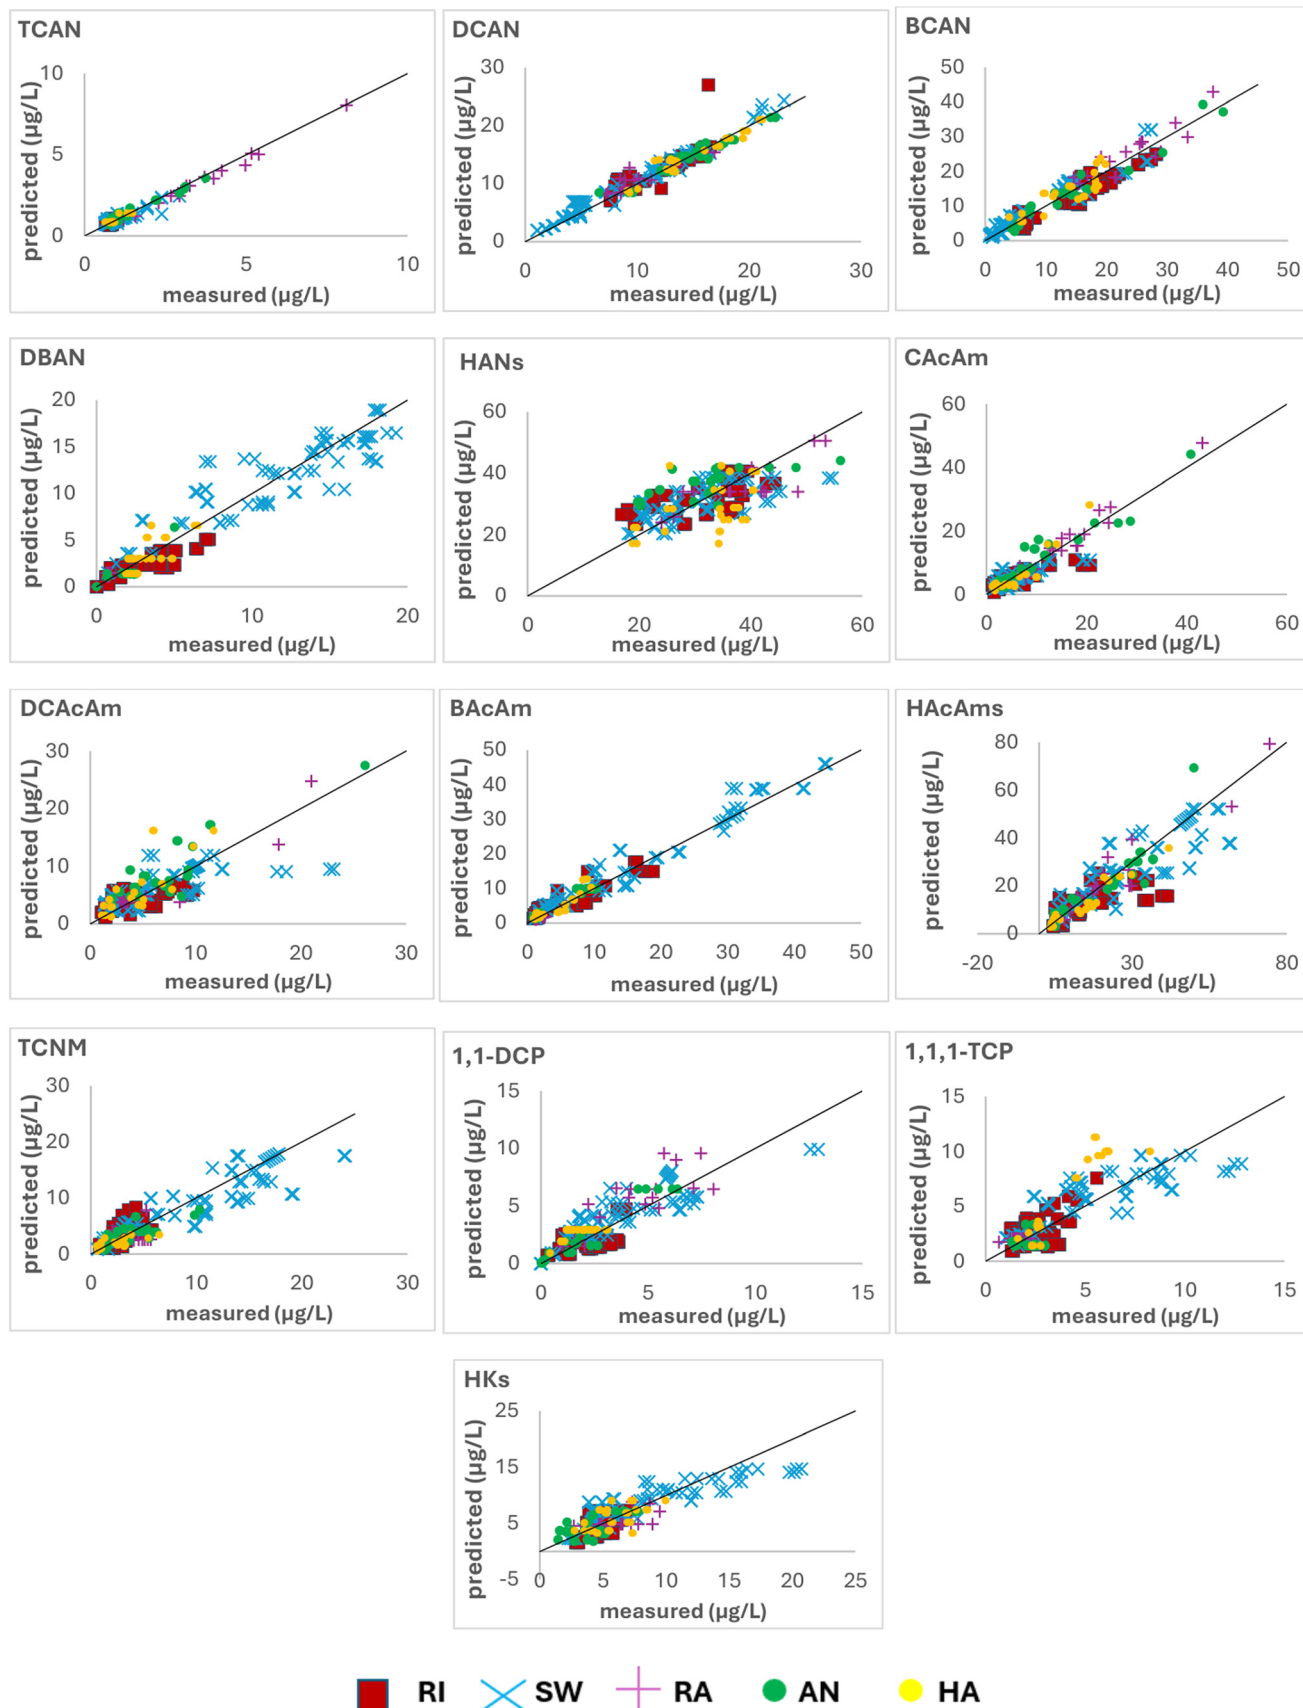 TCAN
predicted (µg/L)
10
5
0
0 5 10
measured (µg/L)
DCAN
predicted (µg/L)
30
20
10
0
0 10 20 30
measured (µg/L)
BCAN
predicted (µg/L)
50
40
30
20
10
0
0 10 20 30 40 50
measured (µg/L)
DBAN
predicted (µg/L)
20
15
10
5
0
0 10 20
measured (µg/L)
HANs
predicted (µg/L)
60
40
20
0
0 20 40 60
measured (µg/L)
CAcAm
predicted (µg/L)
60
40
20
0
0 20 40 60
measured (µg/L)
DCAcAm
predicted (µg/L)
30
20
10
0
0 10 20 30
measured (µg/L)
BAcAm
predicted (µg/L)
50
40
30
20
10
0
0 10 20 30 40 50
measured (µg/L)
HAcAms
predicted (µg/L)
80
60
40
20
0
-20 30 80
measured (µg/L)
TCNM
predicted (µg/L)
30
20
10
0
0 10 20 30
measured (µg/L)
1,1-DCP
predicted (µg/L)
15
10
5
0
0 5 10 15
measured (µg/L)
1,1,1-TCP
predicted (µg/L)
15
10
5
0
0 5 10 15
measured (µg/L)
HKs
predicted (µg/L)
25
15
5
-5 0 5 10 15 20 25
measured (µg/L)
RI SW RA AN HA